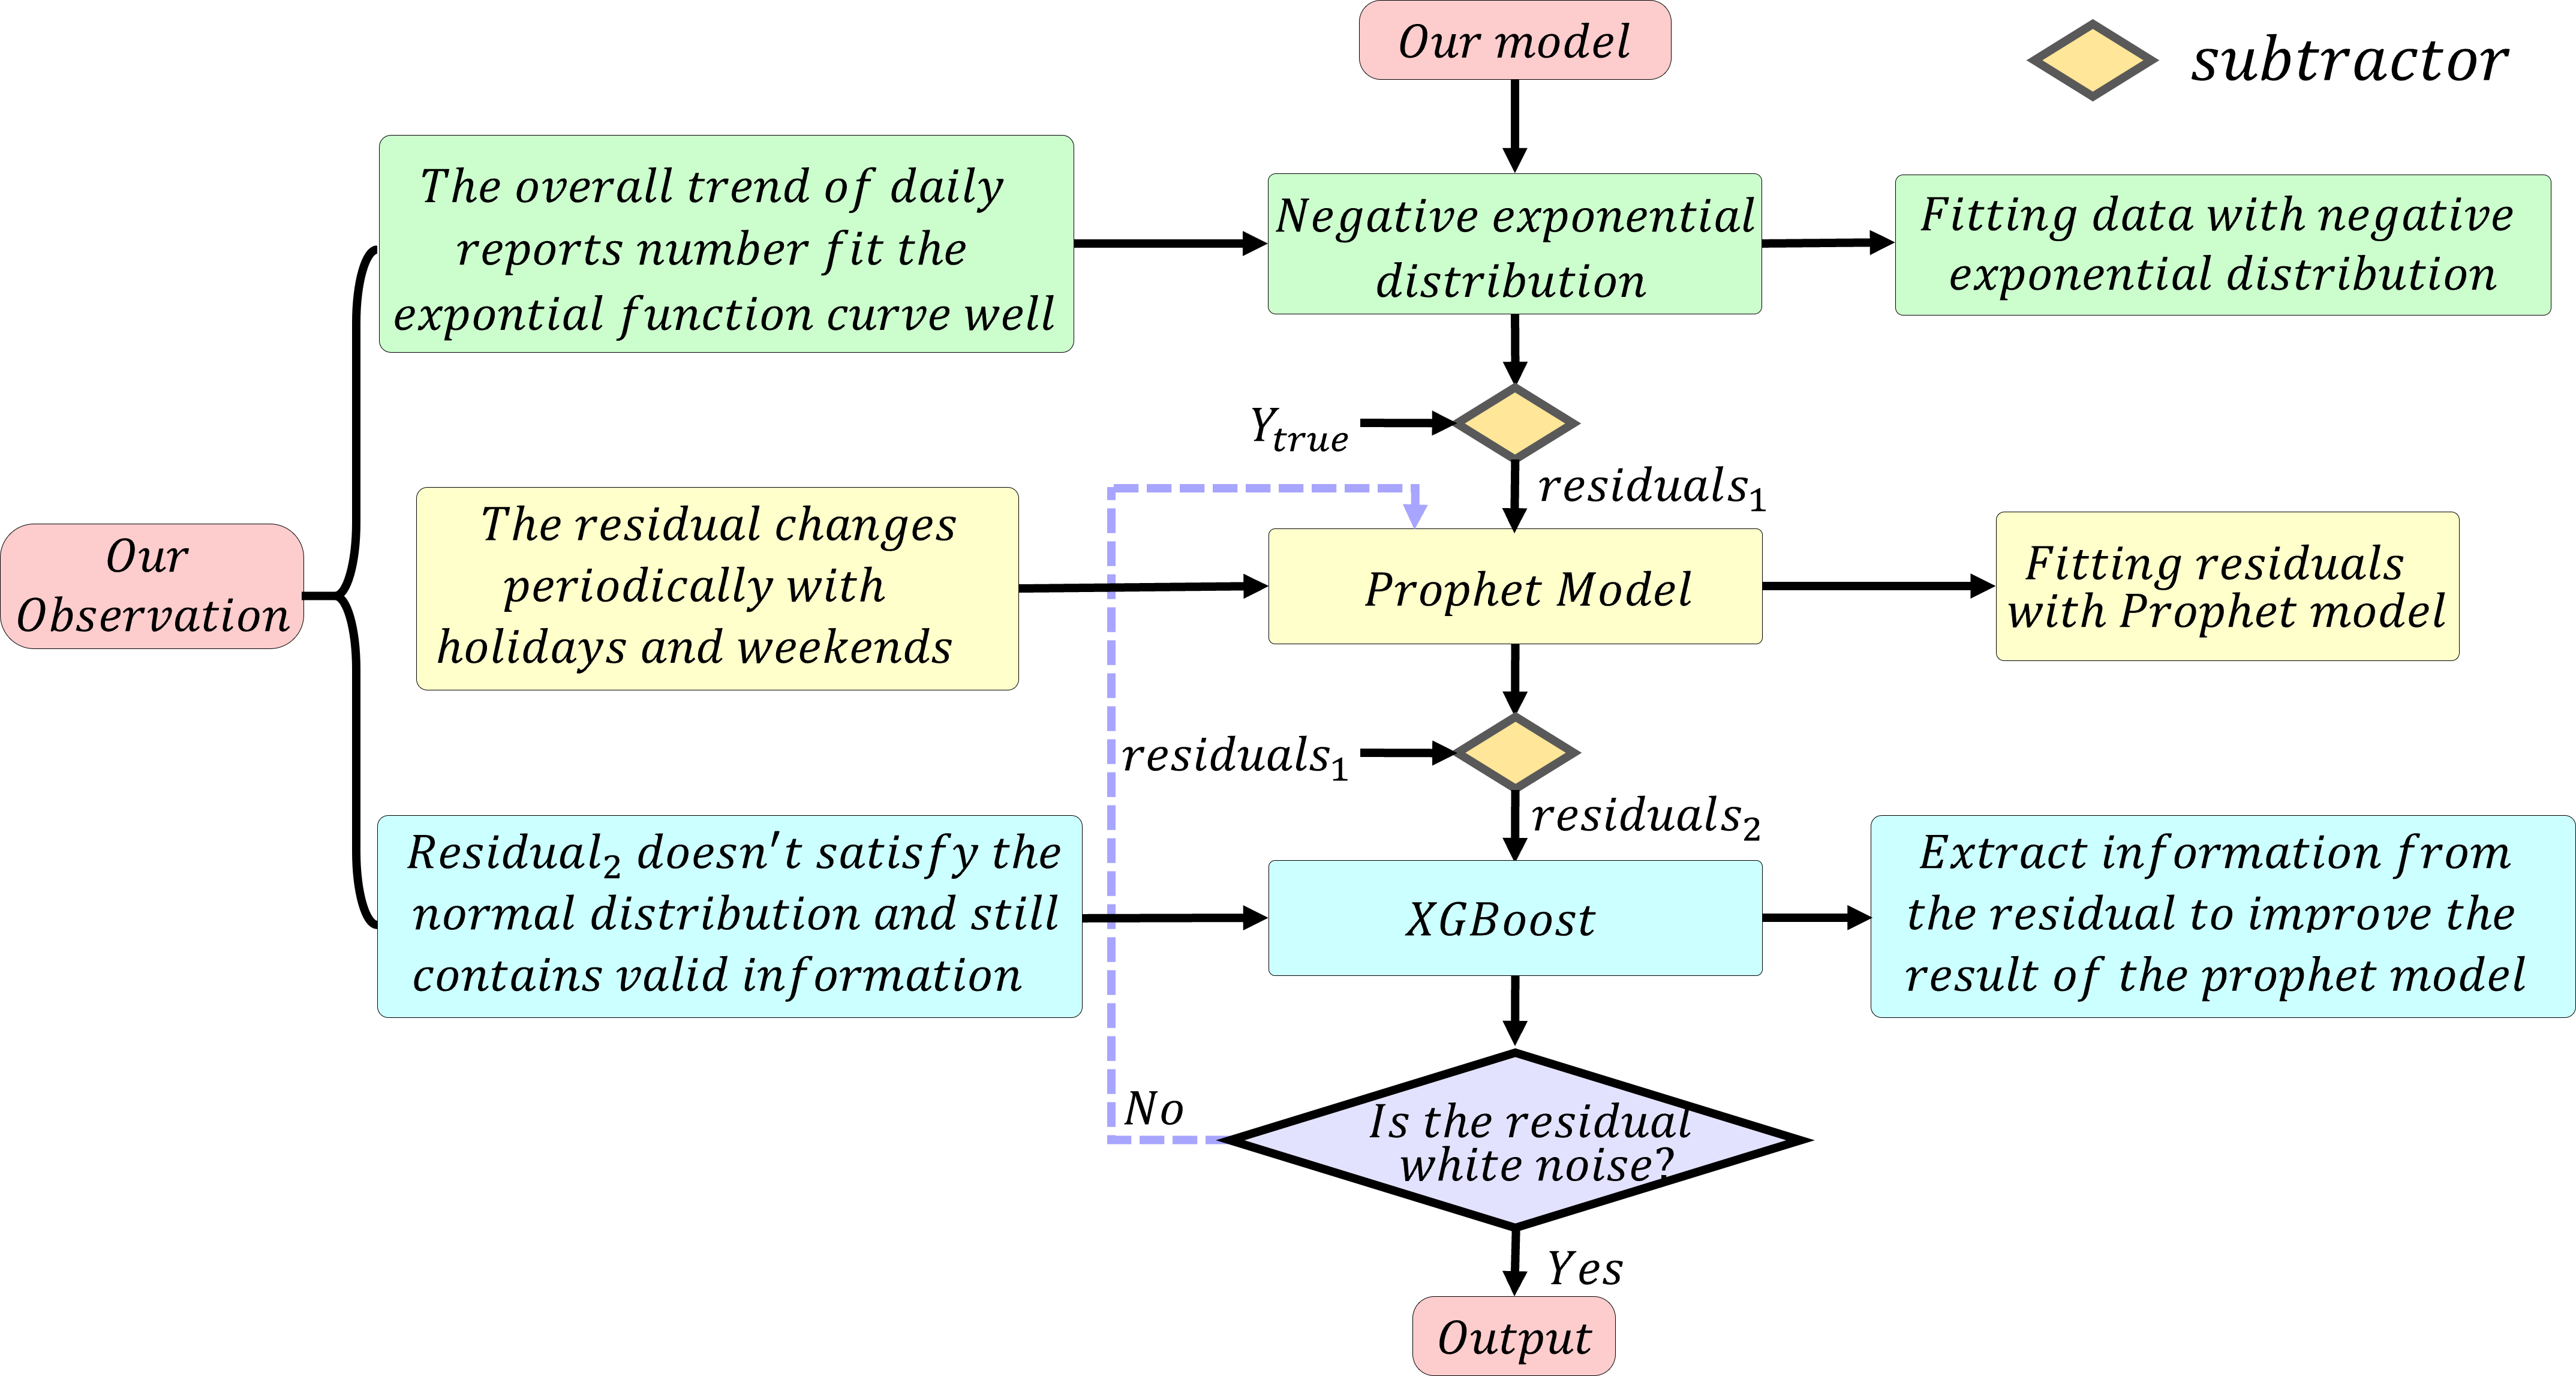 Our model
subtractor
The overall trend of daily
reports number fit the
expontial function curve well
Negative exponential
distribution
Fitting data with negative
exponential distribution
Y_true
residuals_1
Our
Observation
The residual changes
periodically with
holidays and weekends
Prophet Model
Fitting residuals
with Prophet model
residuals_1
residuals_2
Residual_2 doesn't satisfy the
normal distribution and still
contains valid information
XGBoost
Extract information from
the residual to improve the
result of the prophet model
No
Is the residual
white noise?
Yes
Output